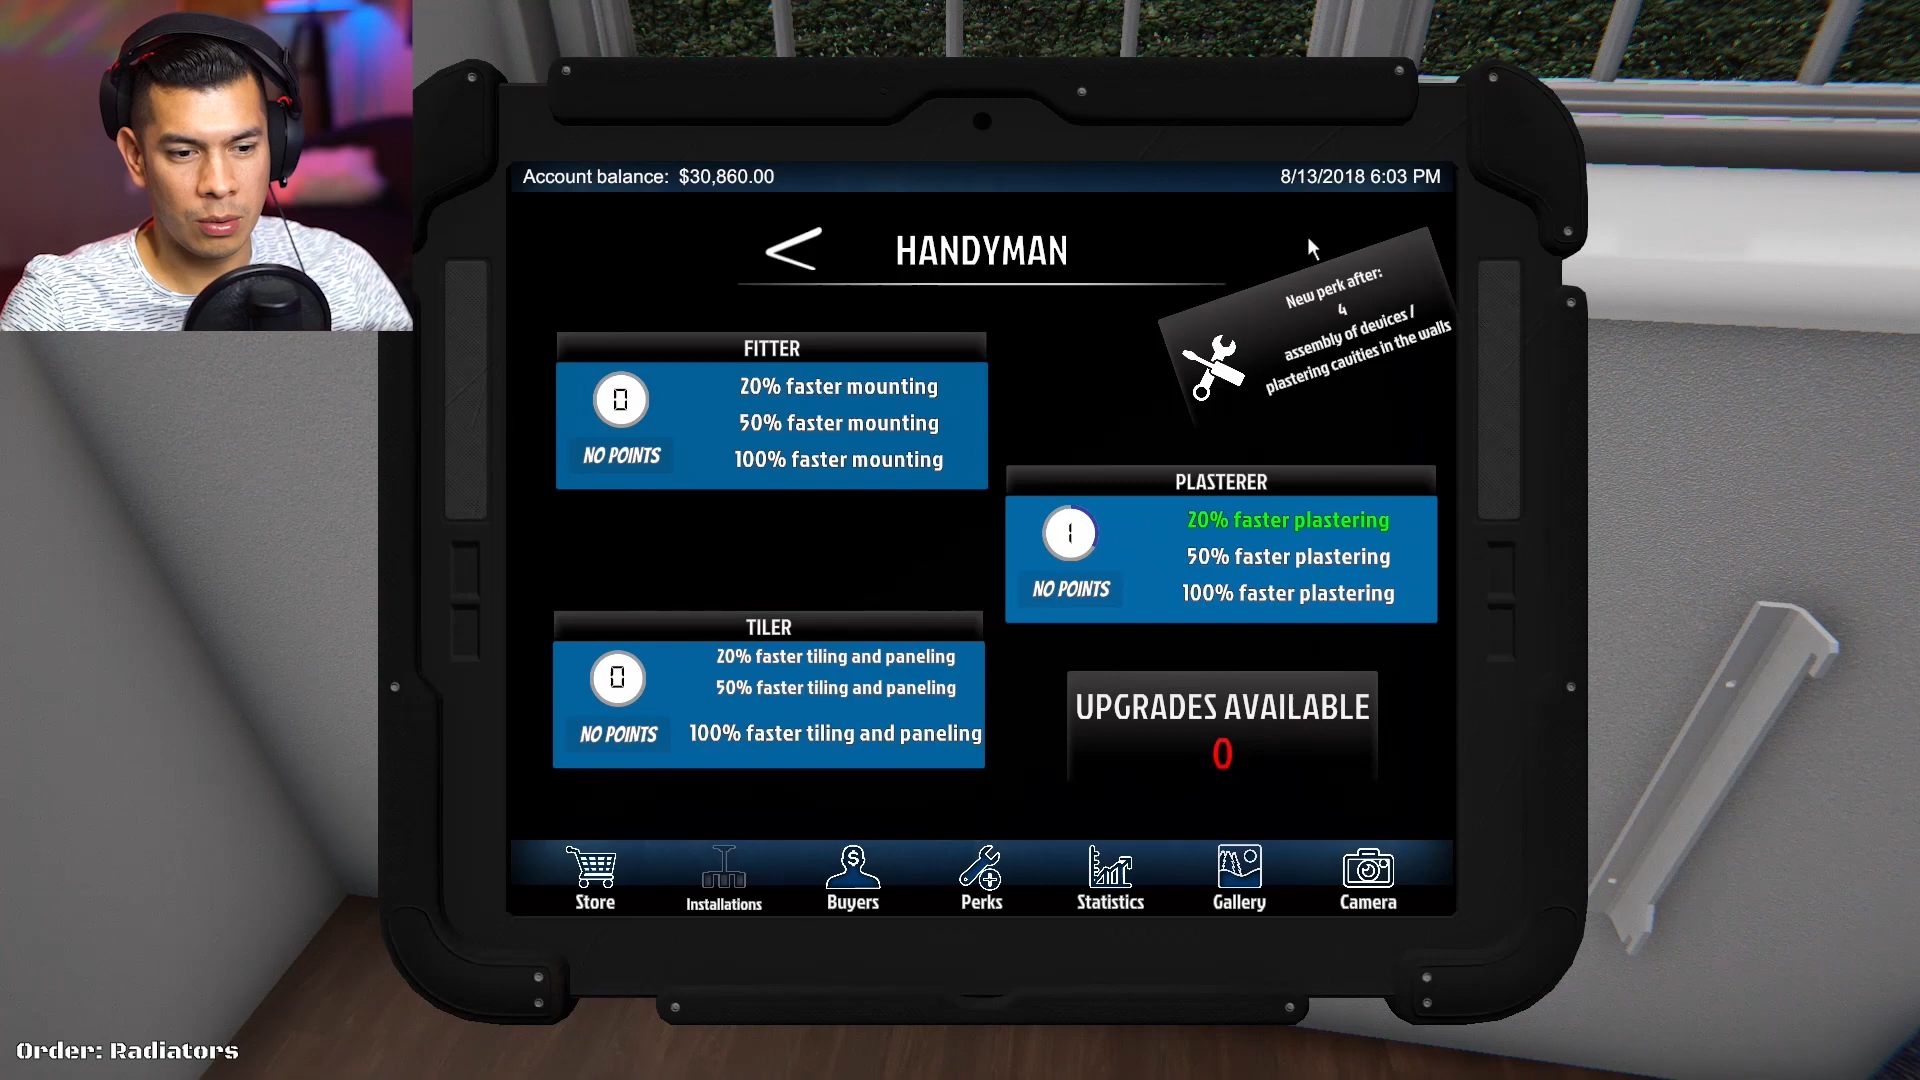 Account balance: $30,860.00
8/13/2018 6:03 PM
HANDYMAN
New perk after:
4
assembly of devices /
plastering cavities in the walls
FITTER
0
NO POINTS
20% faster mounting
50% faster mounting
100% faster mounting
PLASTERER
1
NO POINTS
20% faster plastering
50% faster plastering
100% faster plastering
TILER
0
NO POINTS
20% faster tiling and paneling
50% faster tiling and paneling
100% faster tiling and paneling
UPGRADES AVAILABLE
0
Store
Installations
Buyers
Perks
Statistics
Gallery
Camera
Order: Radiators